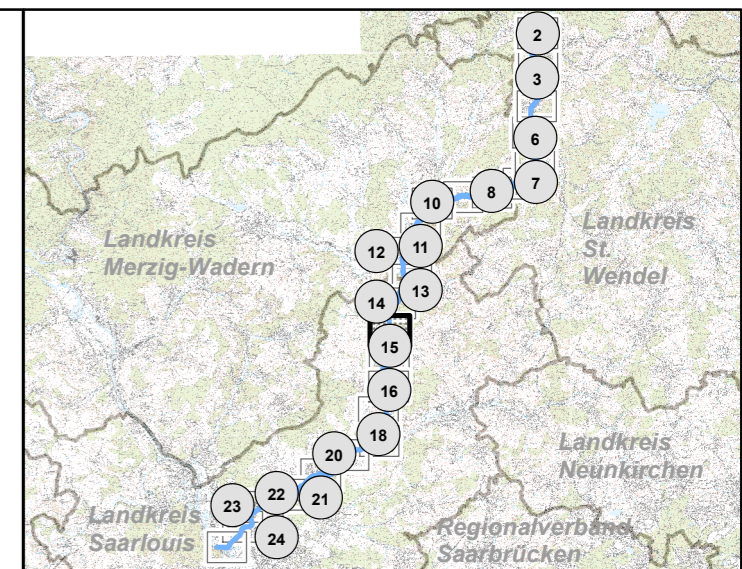 2
3
6
7
8
10
Landkreis
St.
Wendel
Landkreis
Merzig-Wadern
11
12
13
14
15
16
18
Landkreis
Neunkirchen
20
21
22
23
Landkreis
Saarlouis
24
Regionalverband
Saarbrücken